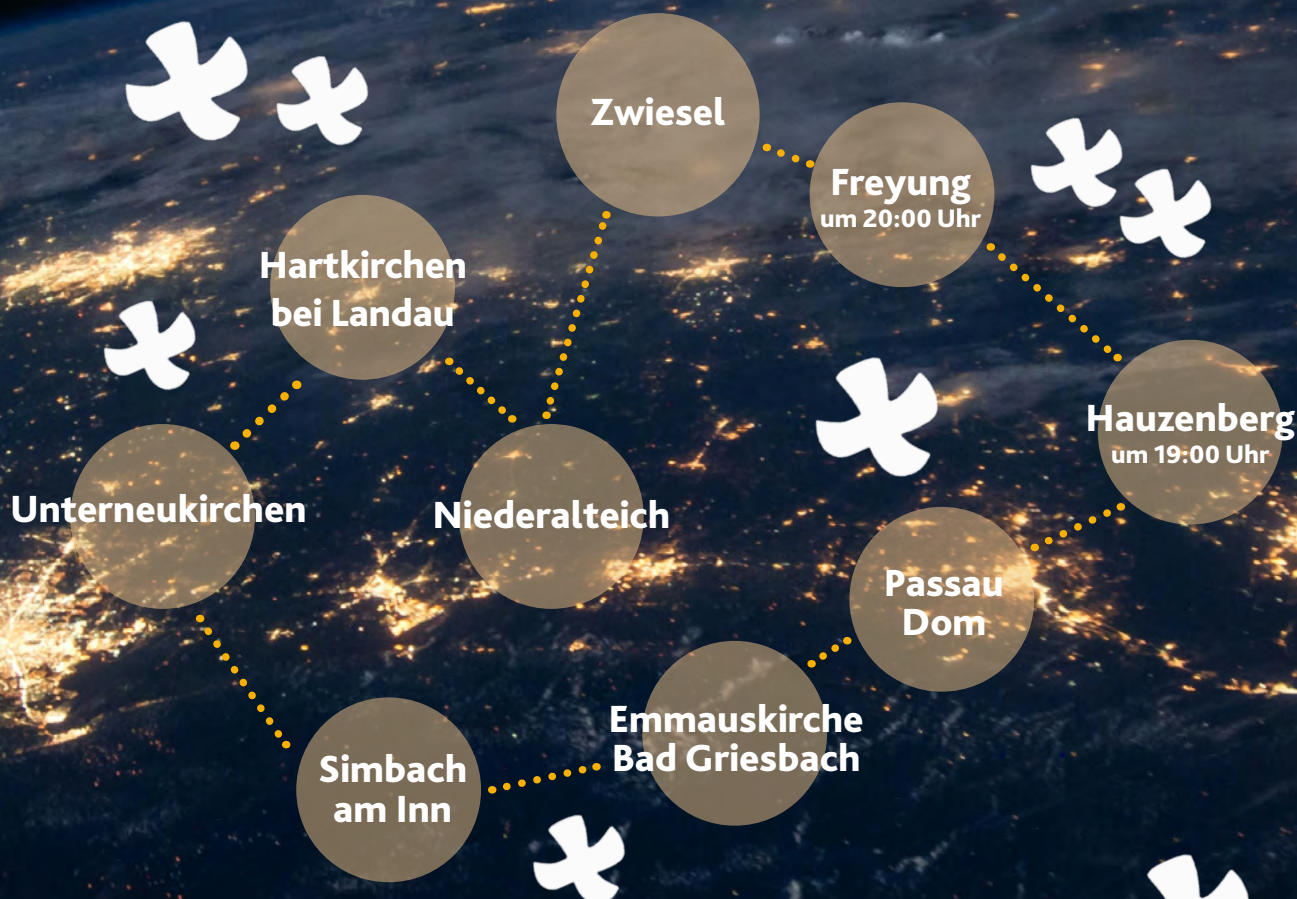 Zwiesel
Freyung
um 20:00 Uhr
Hartkirchen
bei Landau
Hauzenberg
um 19:00 Uhr
Unterneukirchen
Niederalteich
Passau
Dom
Emmauskirche
Bad Griesbach
Simbach
am Inn